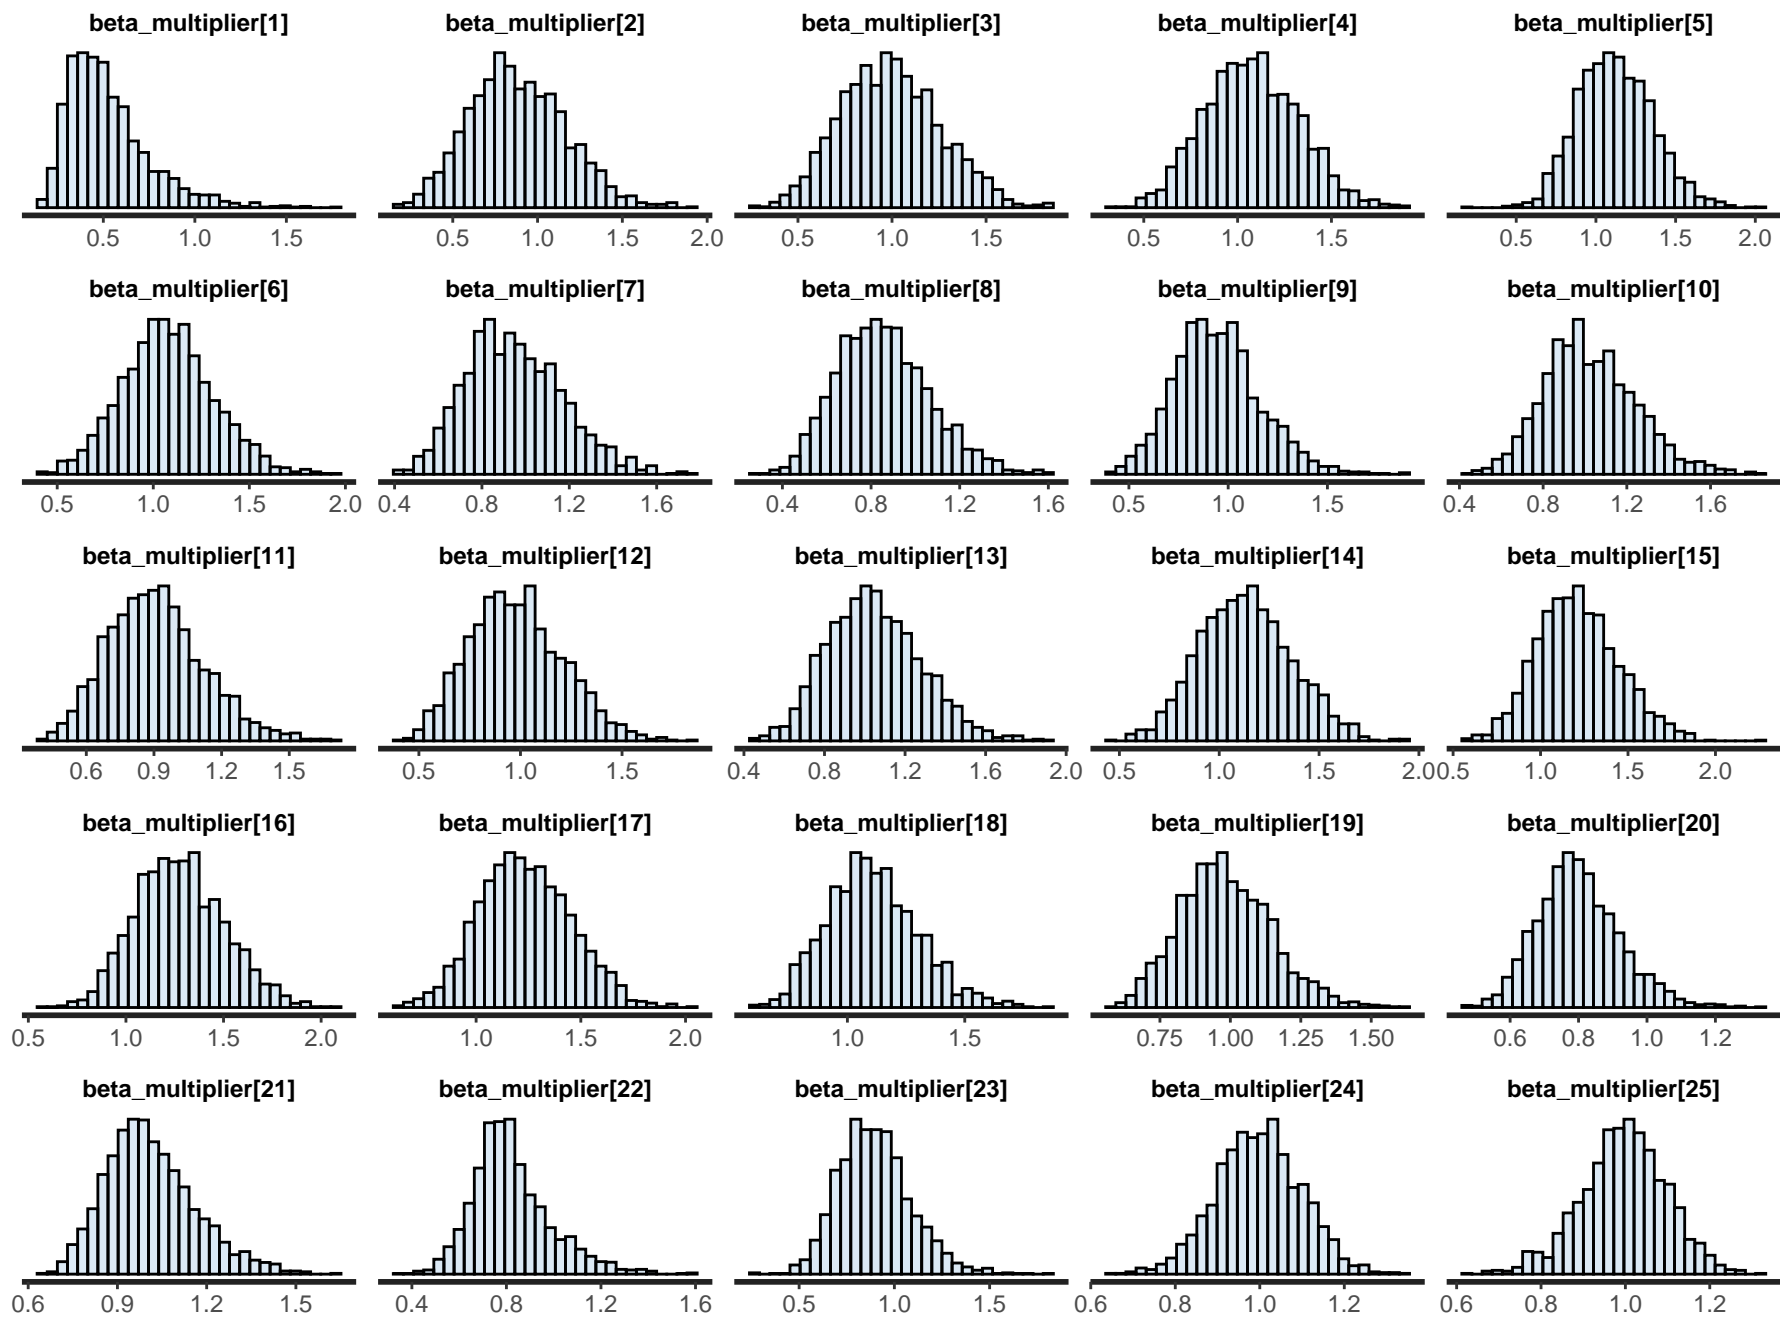 beta_multiplier[1] beta_multiplier[2] beta_multiplier[3] beta_multiplier[4] beta_multiplier[5]
0.5 1.0 1.5 0.5 1.0 1.5 2.0 0.5 1.0 1.5 0.5 1.0 1.5 0.5 1.0 1.5 2.0
beta_multiplier[6] beta_multiplier[7] beta_multiplier[8] beta_multiplier[9] beta_multiplier[10]
0.5 1.0 1.5 2.0 0.4 0.8 1.2 1.6 0.4 0.8 1.2 1.6 0.5 1.0 1.5 0.4 0.8 1.2 1.6
beta_multiplier[11] beta_multiplier[12] beta_multiplier[13] beta_multiplier[14] beta_multiplier[15]
0.6 0.9 1.2 1.5 0.5 1.0 1.5 0.4 0.8 1.2 1.6 2.0 0.5 1.0 1.5 2.0 0.5 1.0 1.5 2.0
beta_multiplier[16] beta_multiplier[17] beta_multiplier[18] beta_multiplier[19] beta_multiplier[20]
0.5 1.0 1.5 2.0 1.0 1.5 2.0 1.0 1.5 0.75 1.00 1.25 1.50 0.6 0.8 1.0 1.2
beta_multiplier[21] beta_multiplier[22] beta_multiplier[23] beta_multiplier[24] beta_multiplier[25]
0.6 0.9 1.2 1.5 0.4 0.8 1.2 1.6 0.5 1.0 1.5 0.6 0.8 1.0 1.2 0.6 0.8 1.0 1.2